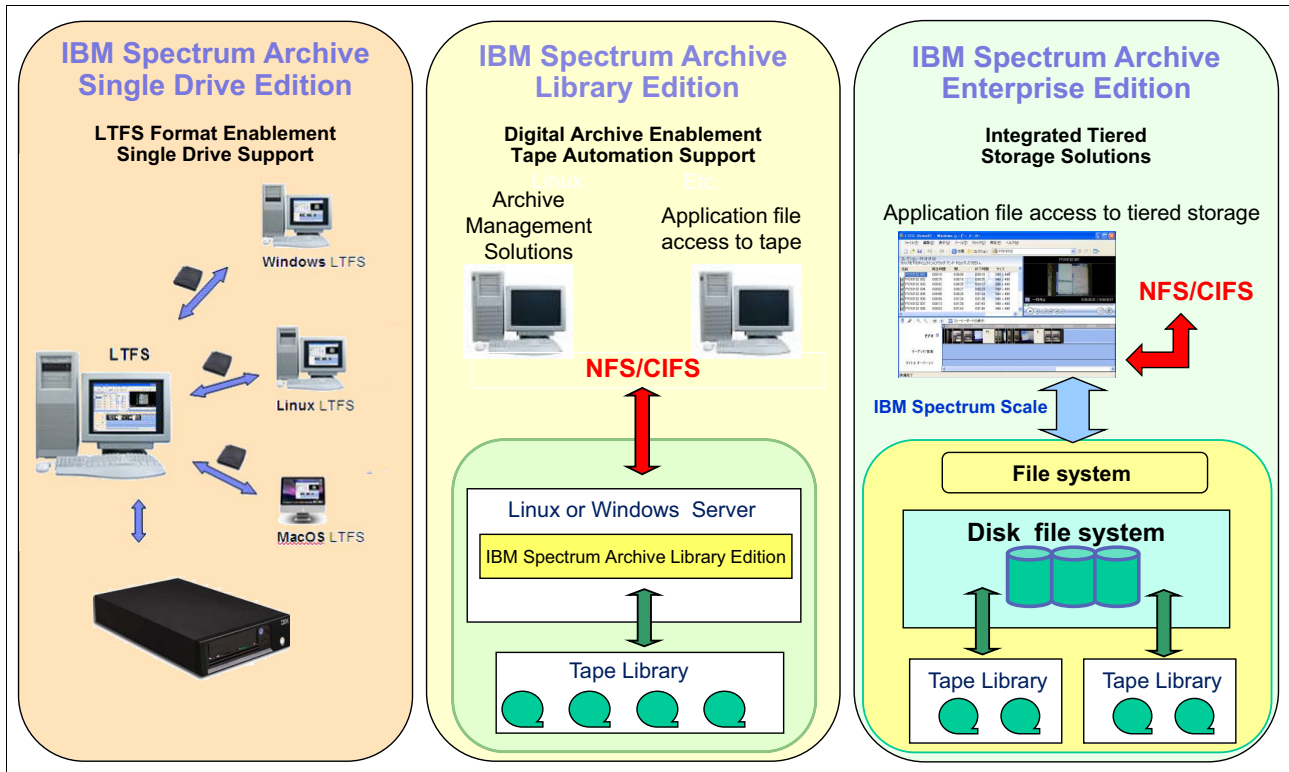 IBM Spectrum Archive
Single Drive Edition
LTFS Format Enablement
Single Drive Support
Windows LTFS
LTFS
Linux LTFS
MacOS LTFS
IBM Spectrum Archive
Library Edition
Digital Archive Enablement
Tape Automation Support
Linux
Etc.
Archive
Management
Solutions
Application file
access to tape
NFS/CIFS
Linux or Windows Server
IBM Spectrum Archive Library Edition
Tape Library
IBM Spectrum Archive
Enterprise Edition
Integrated Tiered
Storage Solutions
Application file access to tiered storage
NFS/CIFS
IBM Spectrum Scale
File system
Disk file system
Tape Library
Tape Library